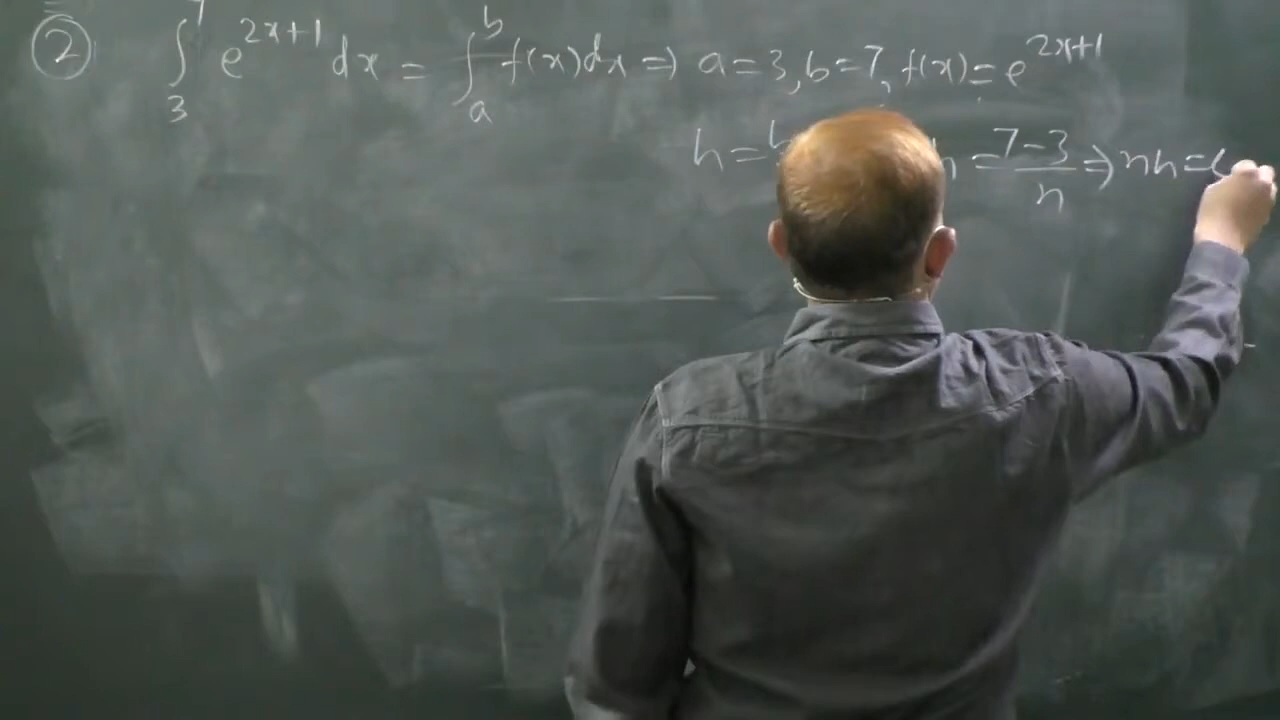 ② ∫₃⁷ e^{2x+1} dx = ∫ₐᵇ f(x)dx ⇒ a=3, b=7, f(x)=e^{2x+1}
h = = (7-3)/n ⇒ nh =